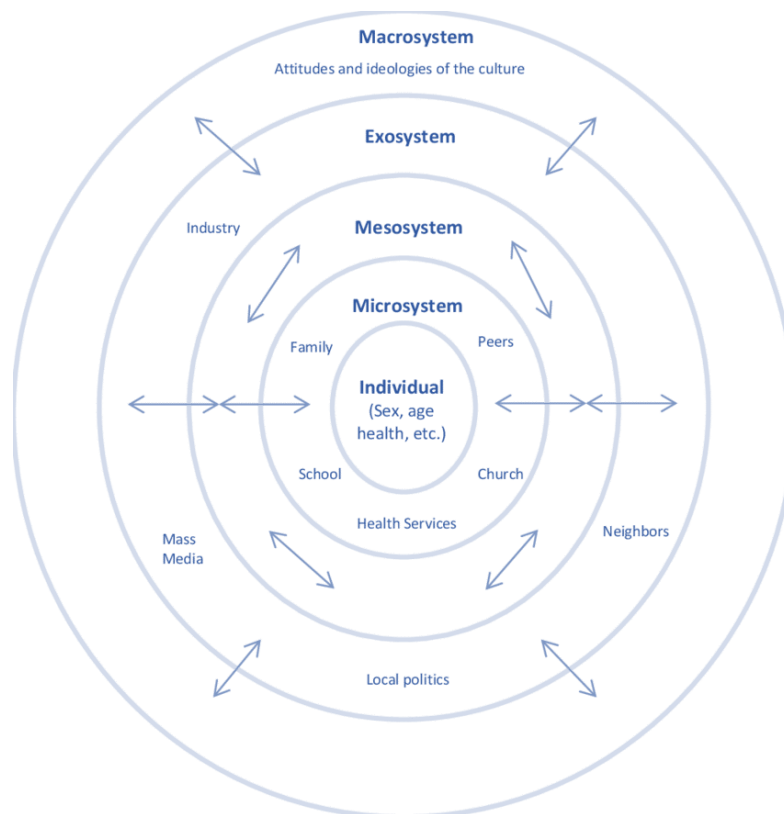 Macrosystem
Attitudes and ideologies of the culture
Exosystem
Industry
Mesosystem
Microsystem
Family
Peers
Individual
(Sex, age
health, etc.)
School
Church
Health Services
Mass
Media
Neighbors
Local politics